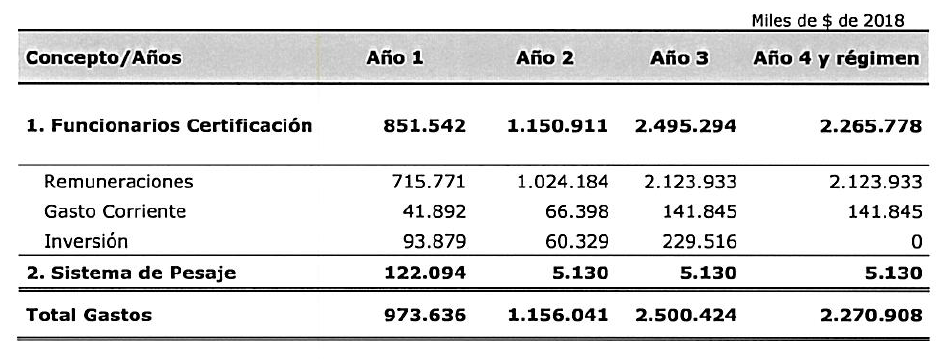 Miles de $ de 2018
Concepto/Años Año 1 Año 2 Año 3 Año 4 y régimen
1. Funcionarios Certificación 851.542 1.150.911 2.495.294 2.265.778
Remuneraciones 715.771 1.024.184 2.123.933 2.123.933
Gasto Corriente 41.892 66.398 141.845 141.845
Inversión 93.879 60.329 229.516 0
2. Sistema de Pesaje 122.094 5.130 5.130 5.130
Total Gastos 973.636 1.156.041 2.500.424 2.270.908